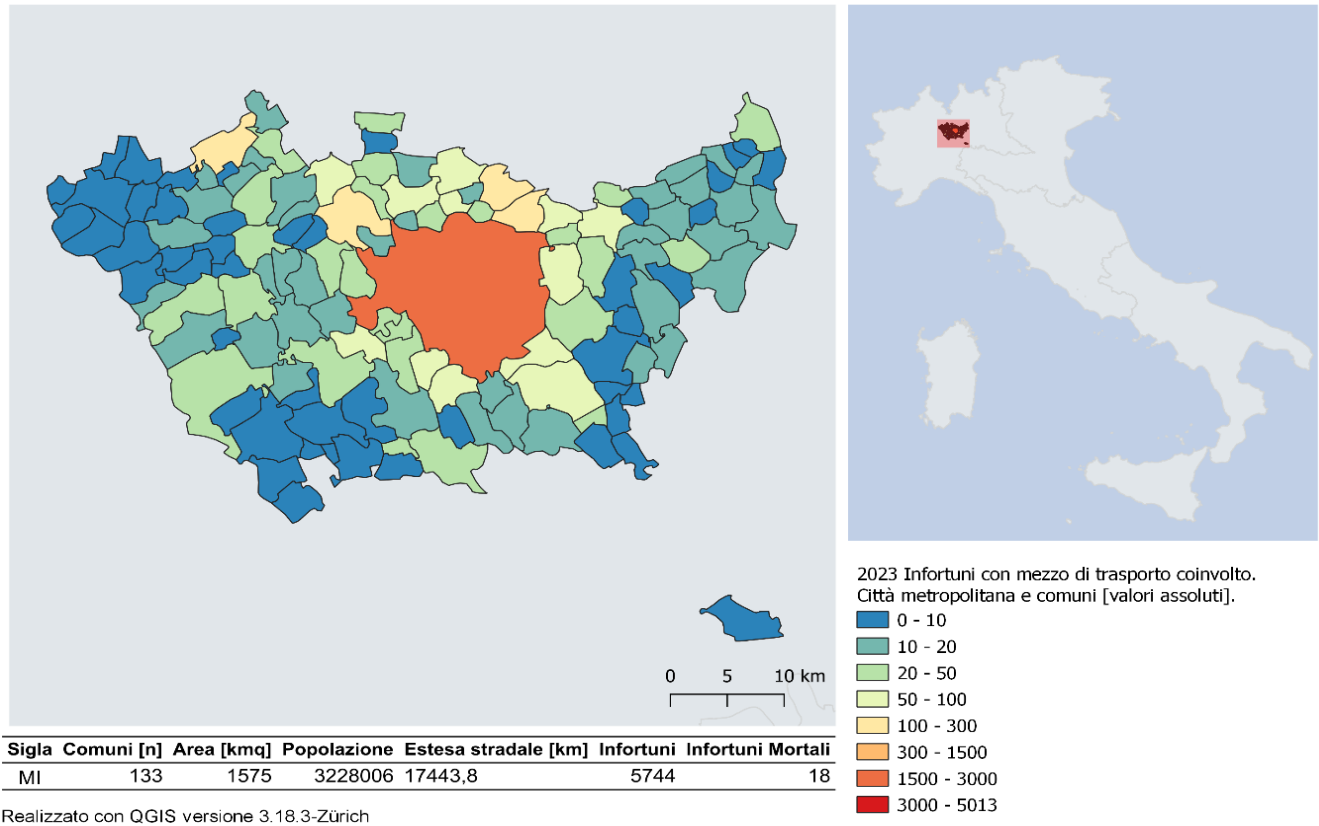 0 5 10 km
2023 Infortuni con mezzo di trasporto coinvolto.
Città metropolitana e comuni [valori assoluti].
0 - 10
10 - 20
20 - 50
50 - 100
100 - 300
300 - 1500
1500 - 3000
3000 - 5013
Sigla Comuni [n] Area [kmq] Popolazione Estesa stradale [km] Infortuni Infortuni Mortali
MI 133 1575 3228006 17443,8 5744 18
Realizzato con QGIS versione 3.18.3-Zürich